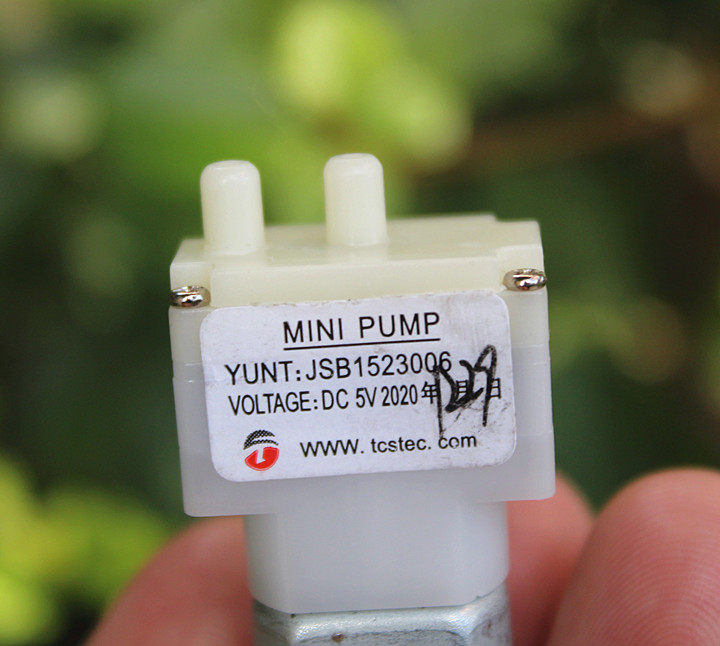 MINI PUMP
YUNT:JSB1523006
VOLTAGE:DC 5V 2020年 月 日
www.tcstec.com